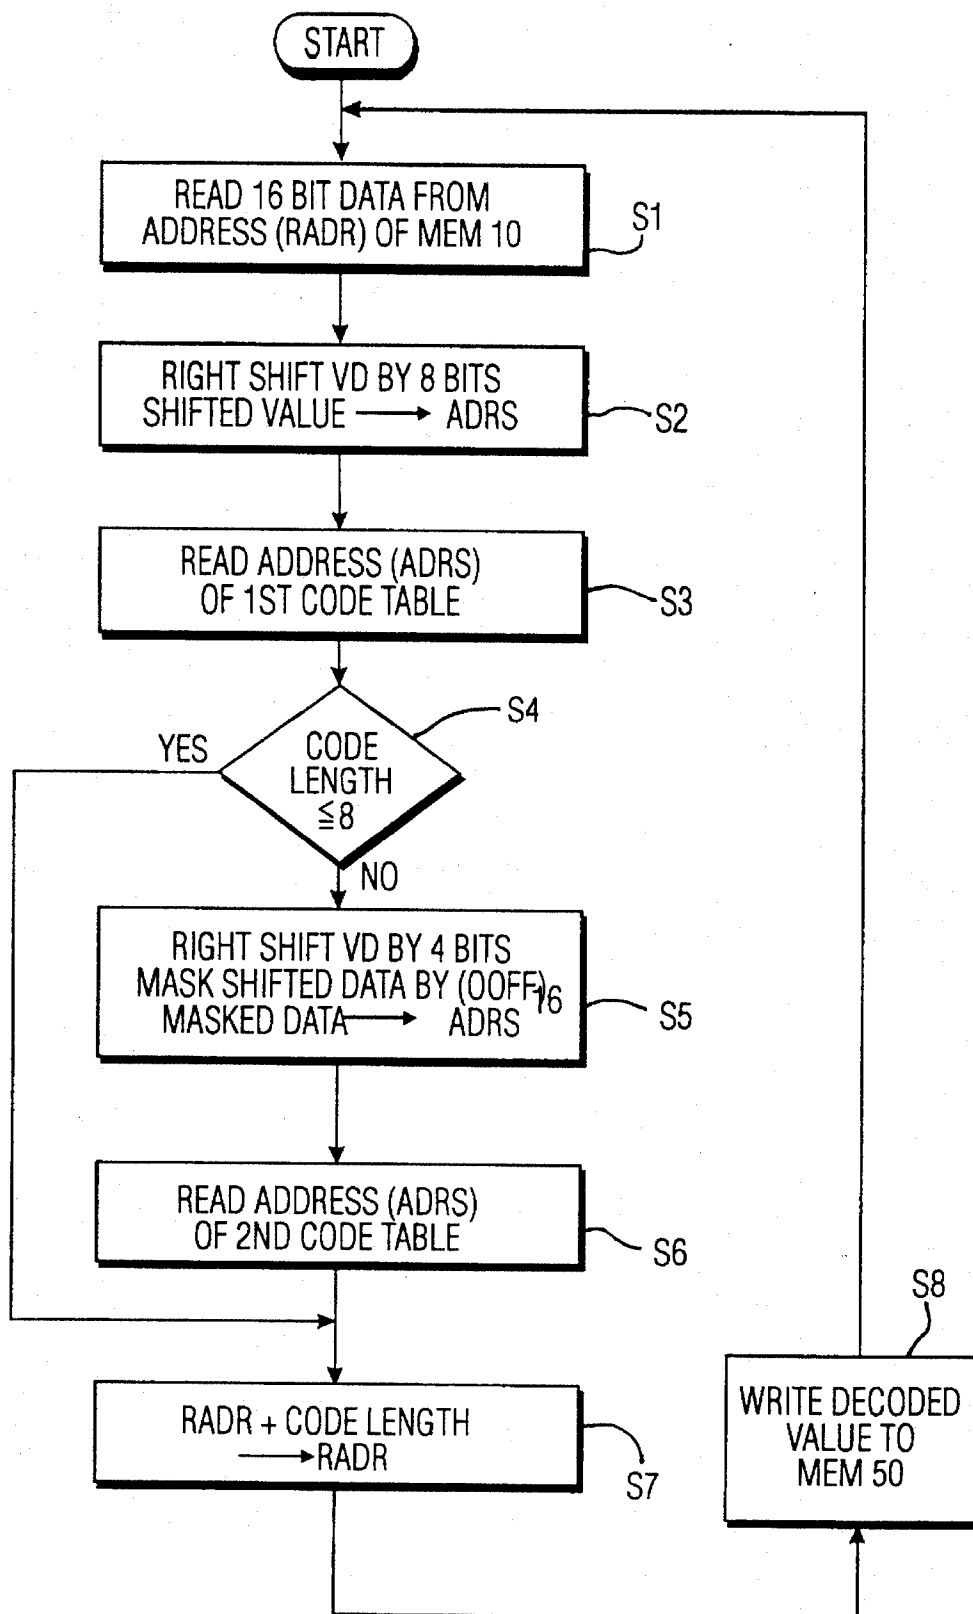 START
READ 16 BIT DATA FROM
ADDRESS (RADR) OF MEM 10
S1
RIGHT SHIFT VD BY 8 BITS
SHIFTED VALUE → ADRS
S2
READ ADDRESS (ADRS)
OF 1ST CODE TABLE
S3
S4
YES
CODE
LENGTH
≦8
NO
RIGHT SHIFT VD BY 4 BITS
MASK SHIFTED DATA BY (00FF)16
MASKED DATA → ADRS
S5
READ ADDRESS (ADRS)
OF 2ND CODE TABLE
S6
RADR + CODE LENGTH
→ RADR
S7
S8
WRITE DECODED
VALUE TO
MEM 50